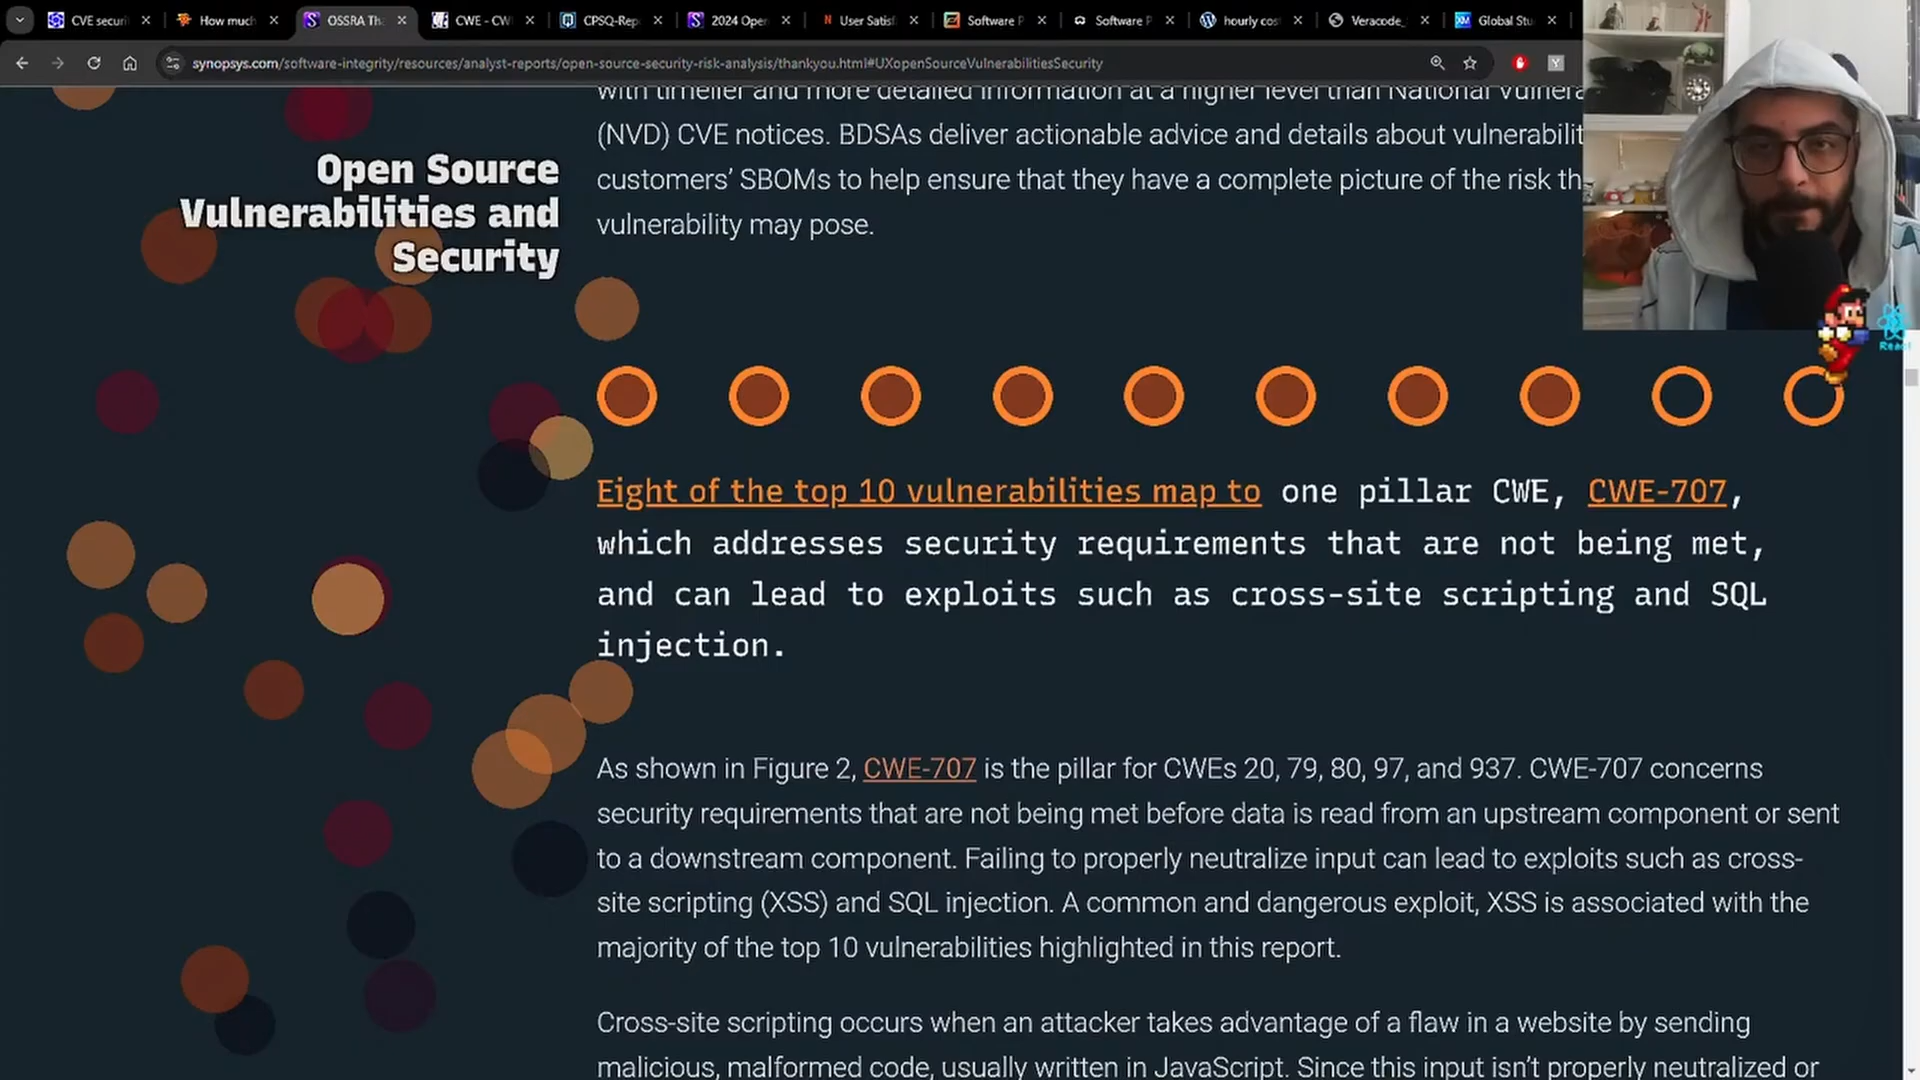 CVE securi
How much
OSSRA Tha
CWE - CW
CPSQ-Rep
2024 Open
User Satisf
Software P
Software P
hourly cos
Veracode_
Global Stu
synopsys.com/software-integrity/resources/analyst-reports/open-source-security-risk-analysis/thankyou.html#UXopenSourceVulnerabilitiesSecurity
with timelier and more detailed information at a higher level than National Vulnera
(NVD) CVE notices. BDSAs deliver actionable advice and details about vulnerabilit
customers’ SBOMs to help ensure that they have a complete picture of the risk th
vulnerability may pose.
Open Source
Vulnerabilities and
Security
Eight of the top 10 vulnerabilities map to one pillar CWE, CWE-707,
which addresses security requirements that are not being met,
and can lead to exploits such as cross-site scripting and SQL
injection.
As shown in Figure 2, CWE-707 is the pillar for CWEs 20, 79, 80, 97, and 937. CWE-707 concerns
security requirements that are not being met before data is read from an upstream component or sent
to a downstream component. Failing to properly neutralize input can lead to exploits such as cross-
site scripting (XSS) and SQL injection. A common and dangerous exploit, XSS is associated with the
majority of the top 10 vulnerabilities highlighted in this report.
Cross-site scripting occurs when an attacker takes advantage of a flaw in a website by sending
malicious, malformed code, usually written in JavaScript. Since this input isn’t properly neutralized or